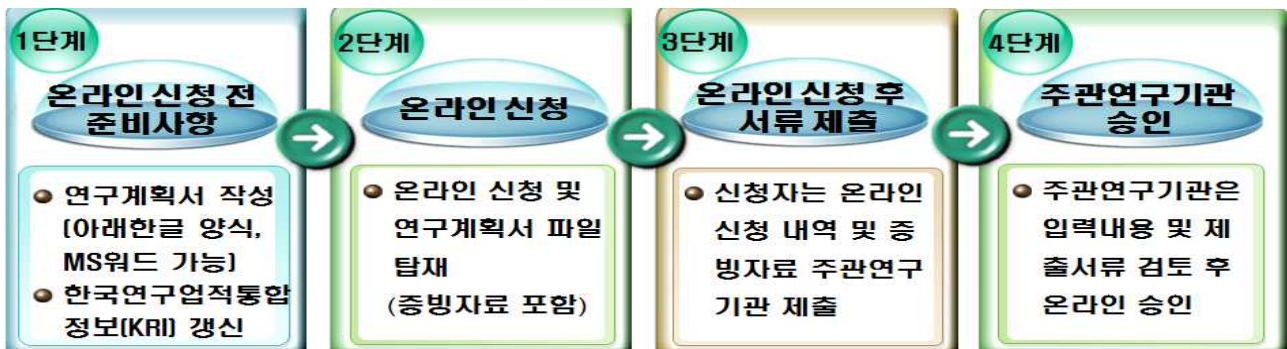 1단계
온라인 신청 전
준비사항
연구계획서 작성
[아래한글 양식,
MS워드 가능]
한국연구업적통합
정보[KRI] 갱신
2단계
온라인 신청
온라인 신청 및
연구계획서 파일
탑재
(증빙자료 포함)
3단계
온라인 신청 후
서류 제출
신청자는 온라인
신청 내역 및 증
빙자료 주관연구
기관 제출
4단계
주관연구기관
승인
주관연구기관은
입력내용 및 제
출서류 검토 후
온라인 승인